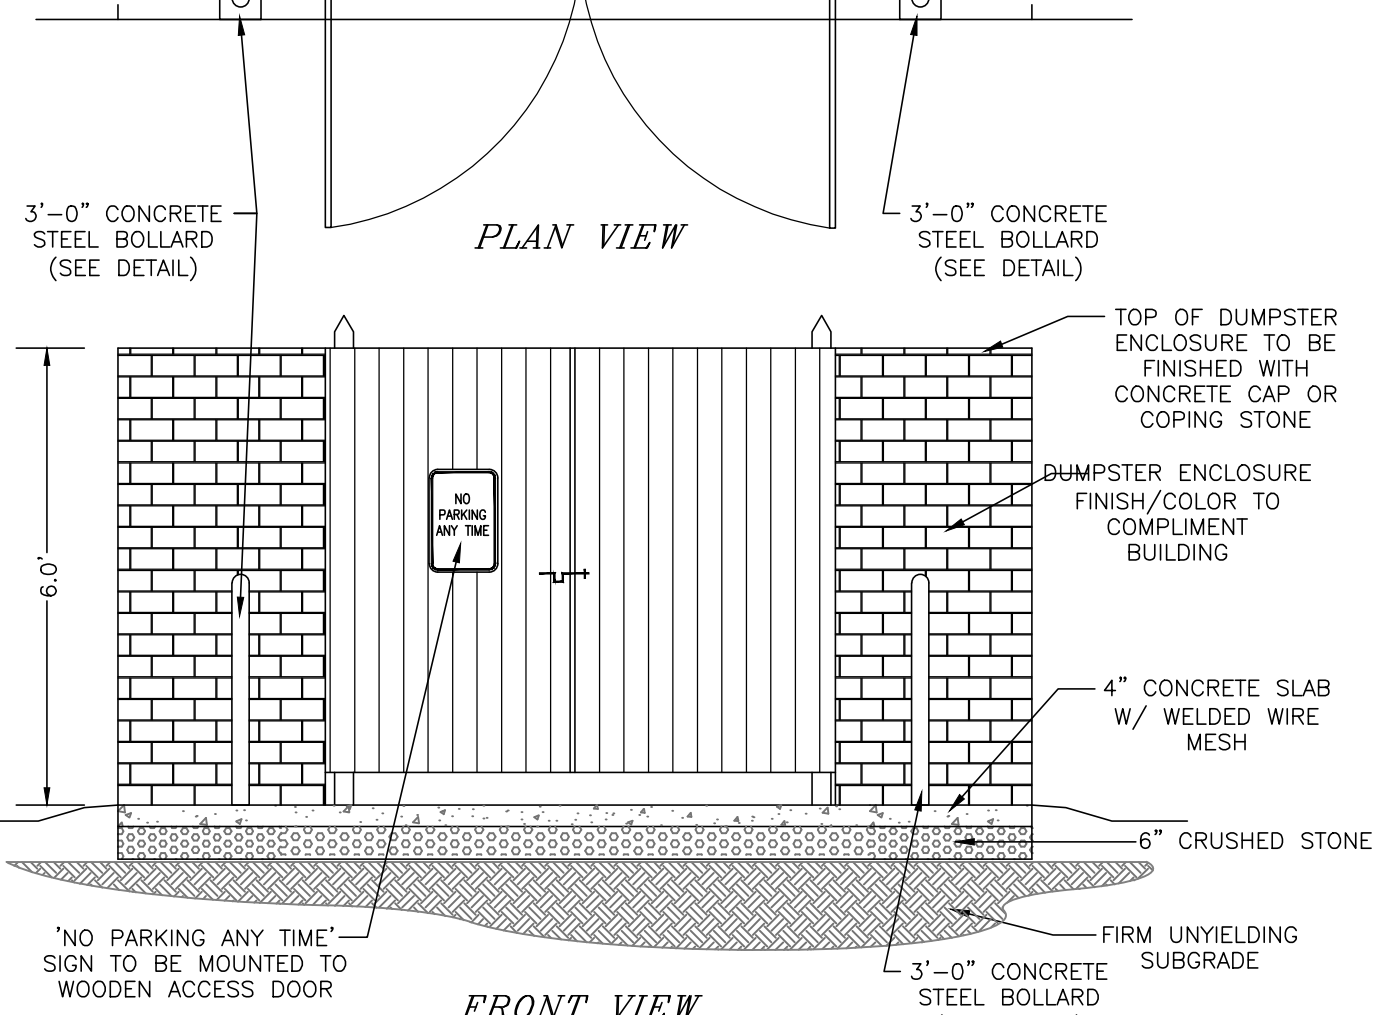 3'-0" CONCRETE
STEEL BOLLARD
(SEE DETAIL)
PLAN VIEW
3'-0" CONCRETE
STEEL BOLLARD
(SEE DETAIL)
TOP OF DUMPSTER
ENCLOSURE TO BE
FINISHED WITH
CONCRETE CAP OR
COPING STONE
DUMPSTER ENCLOSURE
FINISH/COLOR TO
COMPLIMENT
BUILDING
NO
PARKING
ANY TIME
6.0'
4" CONCRETE SLAB
W/ WELDED WIRE
MESH
6" CRUSHED STONE
'NO PARKING ANY TIME'
SIGN TO BE MOUNTED TO
WOODEN ACCESS DOOR
FIRM UNYIELDING
SUBGRADE
3'-0" CONCRETE
STEEL BOLLARD
FRONT VIEW